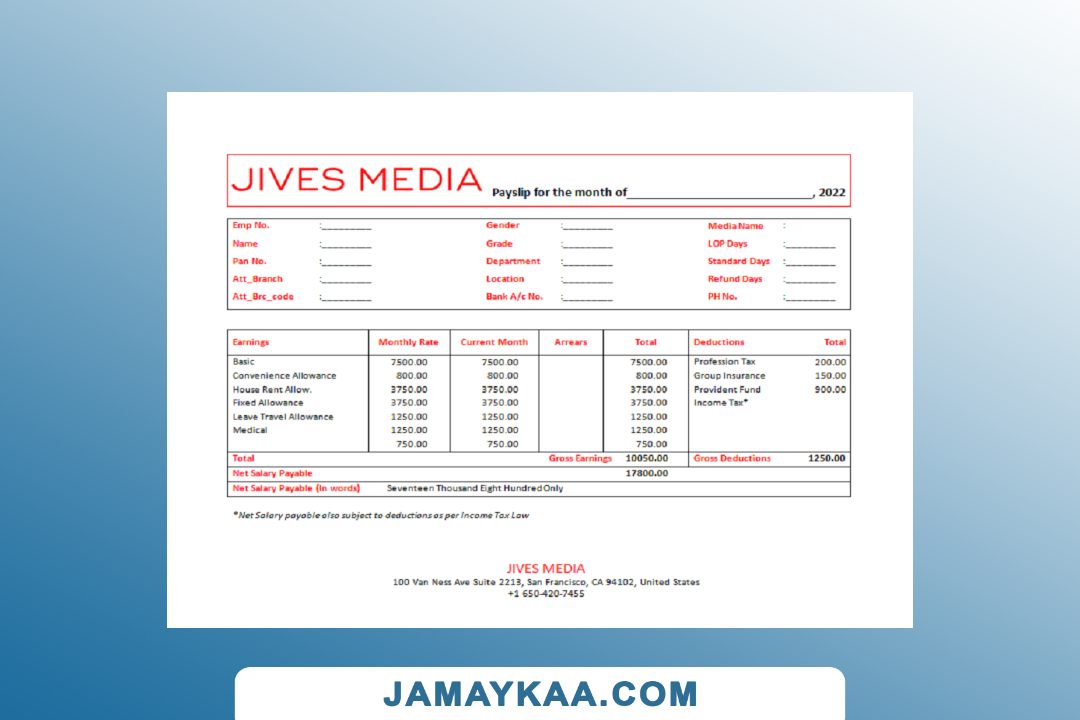 JIVES MEDIA Payslip for the month of____________________________, 2022
Emp No. :_________ Gender :_________ Media Name :
Name :_________ Grade :_________ LOP Days :_________
Pan No. :_________ Department :_________ Standard Days :_________
Att_Branch :_________ Location :_________ Refund Days :_________
Att_Brc_code :_________ Bank A/c No. :_________ PH No. :_________
Earnings Monthly Rate Current Month Arrears Total Deductions Total
Basic 7500.00 7500.00 7500.00 Profession Tax 200.00
Convenience Allowance 800.00 800.00 800.00 Group Insurance 150.00
House Rent Allow. 3750.00 3750.00 3750.00 Provident Fund 900.00
Fixed Allowance 3750.00 3750.00 3750.00 Income Tax*
Leave Travel Allowance 1250.00 1250.00 1250.00
Medical 1250.00 1250.00 1250.00
750.00 750.00 750.00
Total Gross Earnings 10050.00 Gross Deductions 1250.00
Net Salary Payable 17800.00
Net Salary Payable (In words) Seventeen Thousand Eight Hundred Only
*Net Salary payable also subject to deductions as per Income Tax Law
JIVES MEDIA
100 Van Ness Ave Suite 2213, San Francisco, CA 94102, United States
+1 650-420-7455
JAMAYKAA.COM